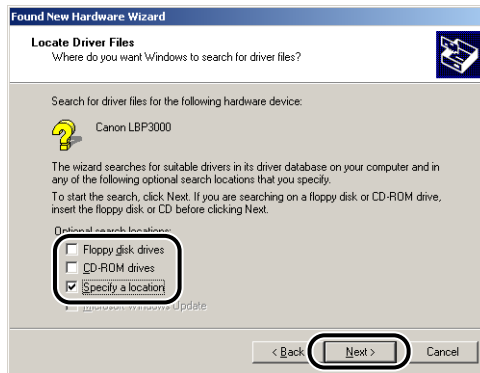 Found New Hardware Wizard
Locate Driver Files
Where do you want Windows to search for driver files?
Search for driver files for the following hardware device:
Canon LBP3000
The wizard searches for suitable drivers in its driver database on your computer and in
any of the following optional search locations that you specify.
To start the search, click Next. If you are searching on a floppy disk or CD-ROM drive,
insert the floppy disk or CD before clicking Next.
Optional search locations:
Floppy disk drives
CD-ROM drives
Specify a location
Microsoft Windows Update
< Back Next > Cancel